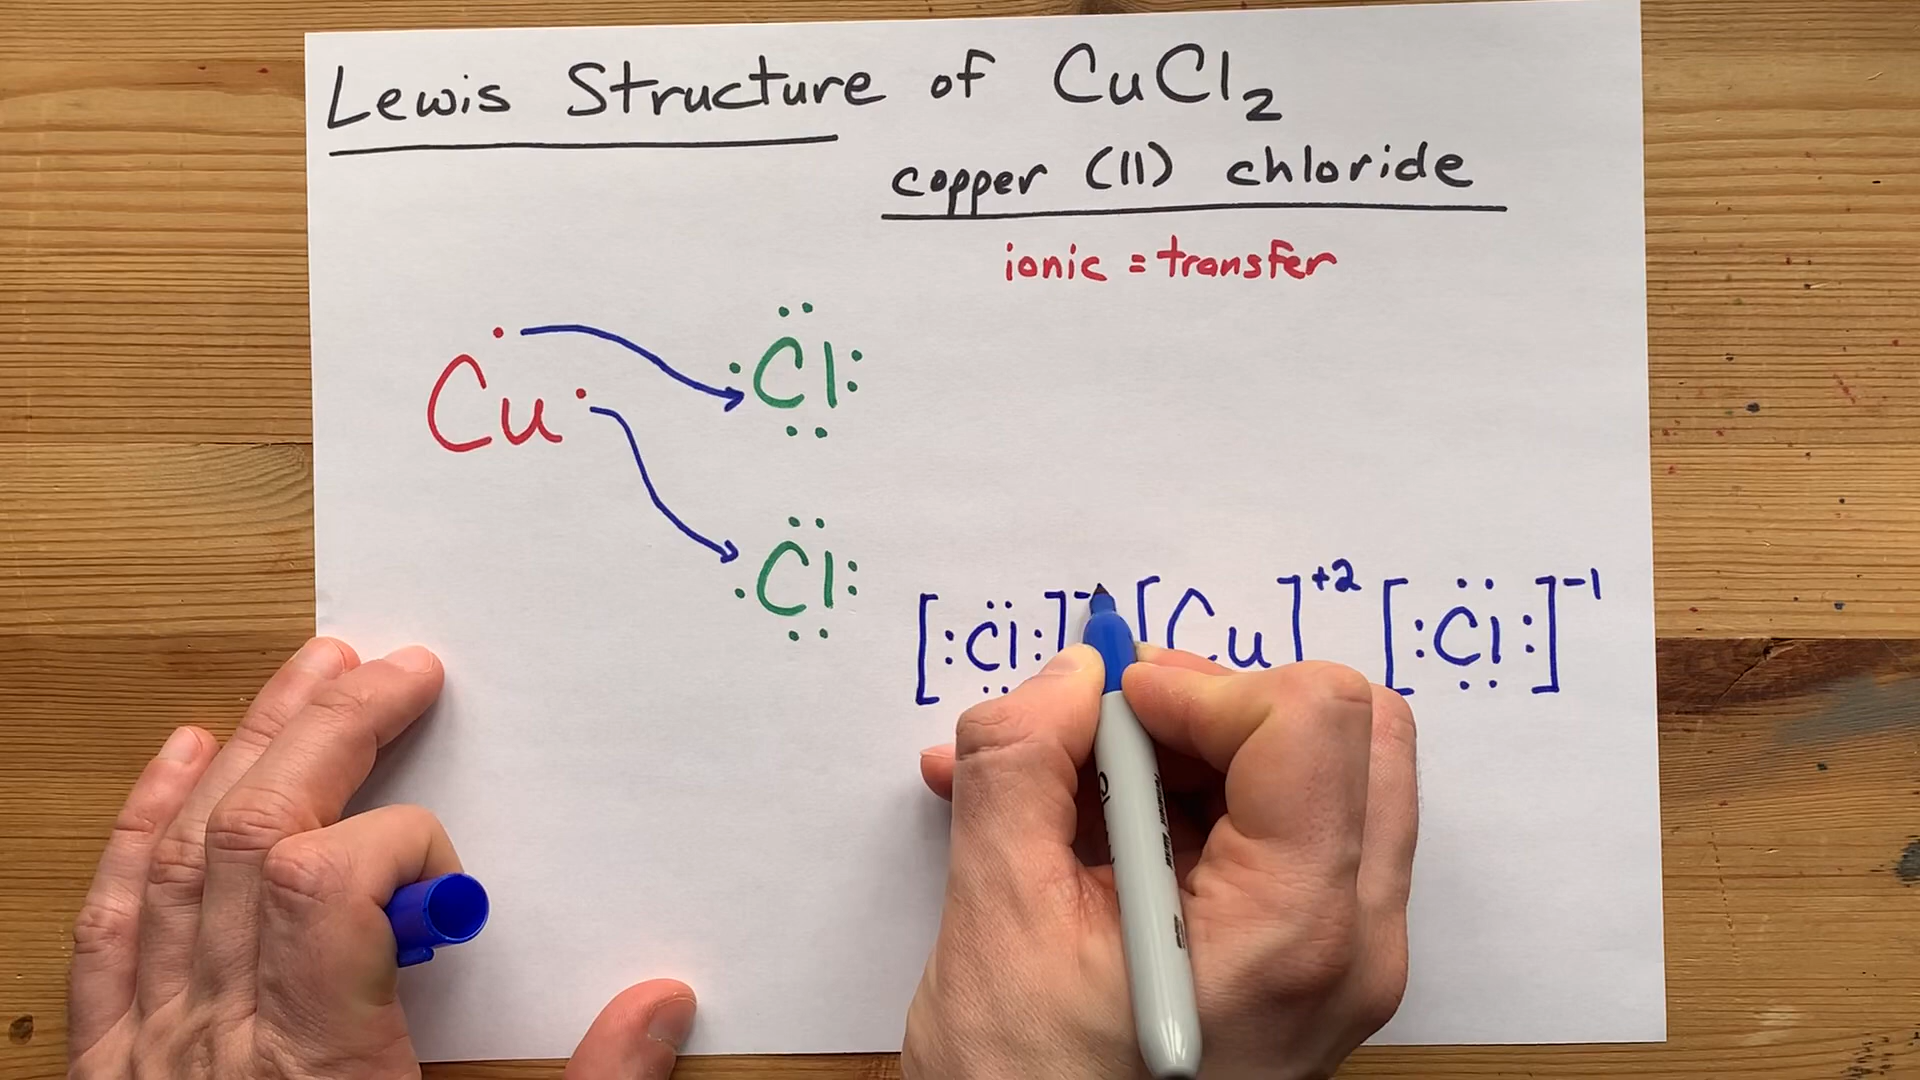 Lewis Structure of CuCl2
copper (II) chloride
ionic = transfer
Cu
Cl
Cl
[Cl]- [Cu]+2 [Cl]-1